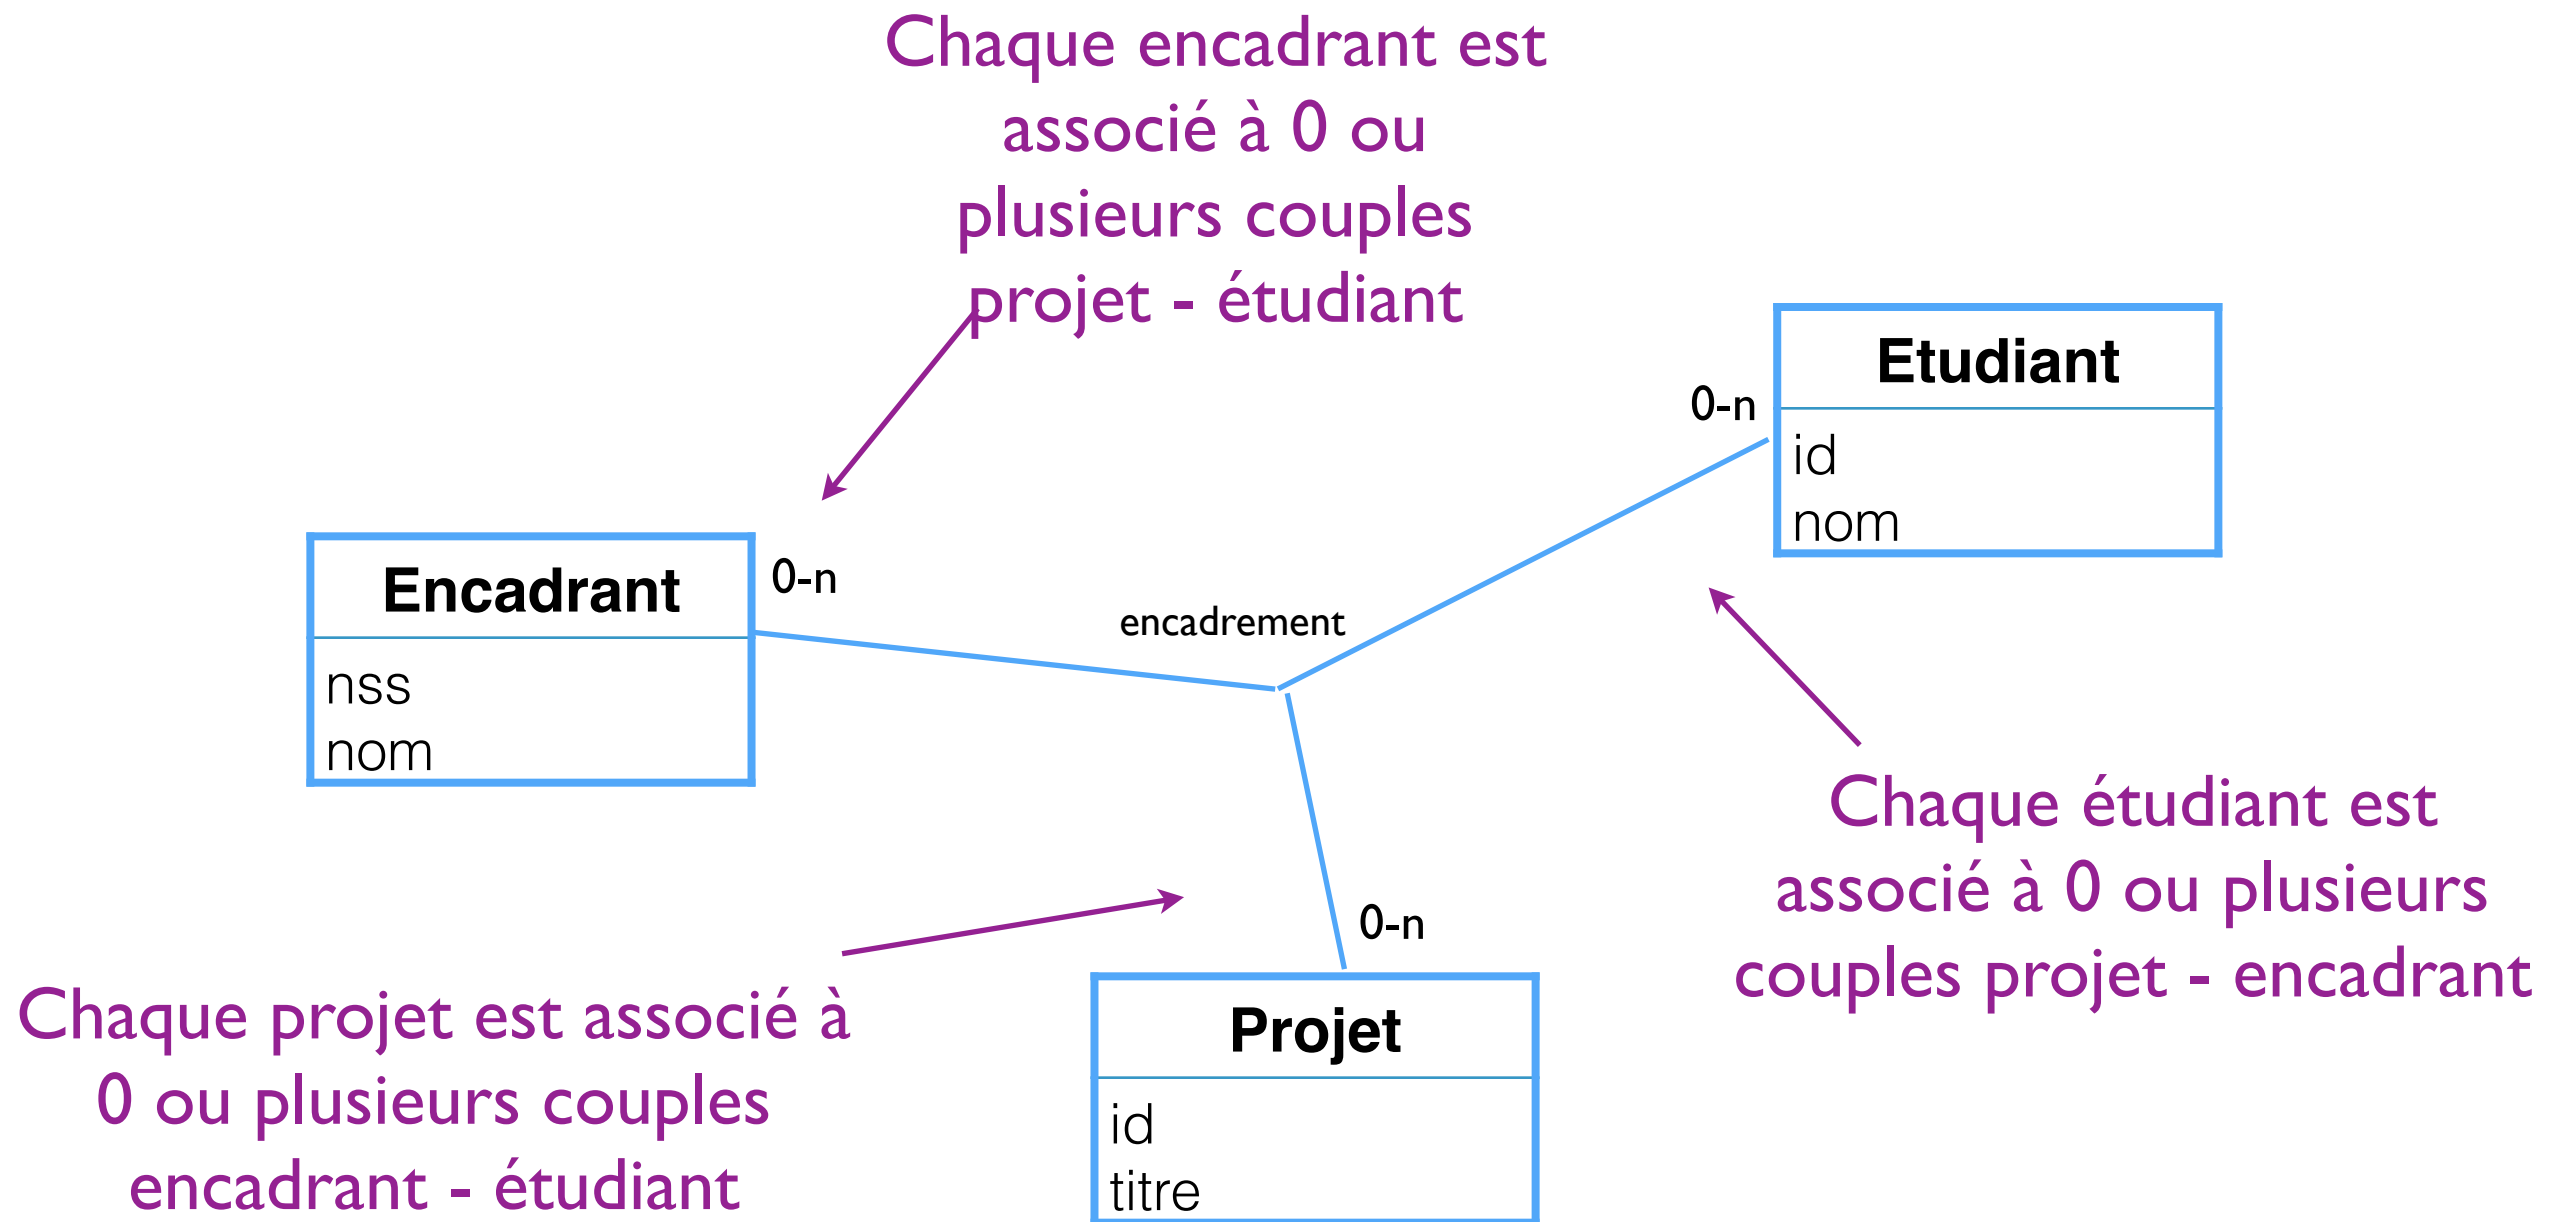 Chaque encadrant est
associé à 0 ou
plusieurs couples
projet - étudiant
Etudiant
0-n
id
nom
Encadrant
0-n
nss
nom
encadrement
Chaque étudiant est
associé à 0 ou plusieurs
couples projet - encadrant
0-n
Chaque projet est associé à
0 ou plusieurs couples
encadrant - étudiant
Projet
id
titre